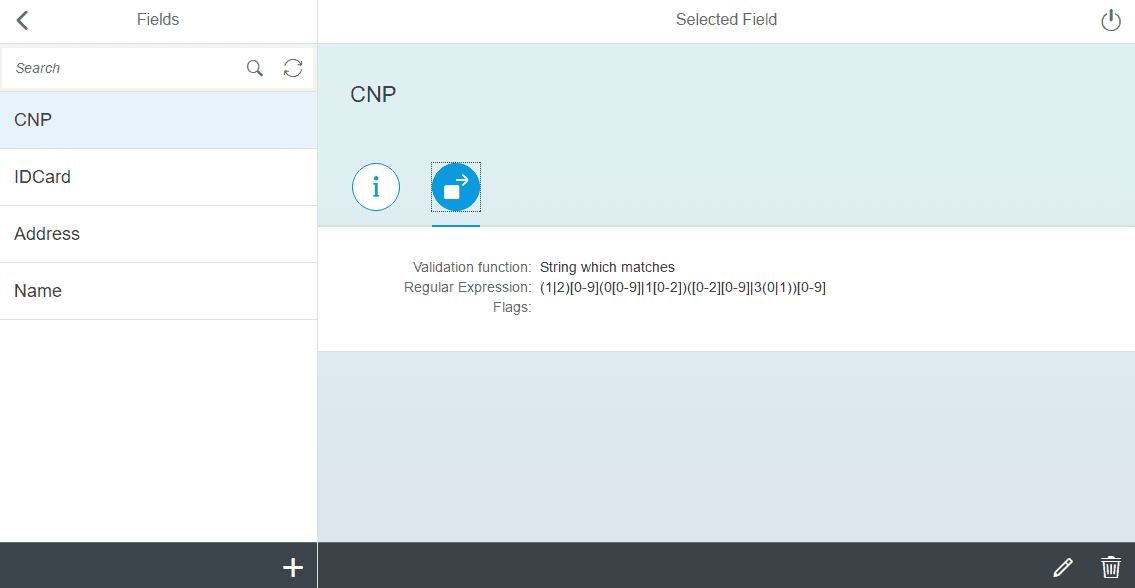 Fields
Selected Field
Search
CNP
IDCard
Address
Name
CNP
Validation function: String which matches
Regular Expression: (1|2)[0-9](0[0-9]|1[0-2])([0-2][0-9]|3(0|1))[0-9]
Flags: